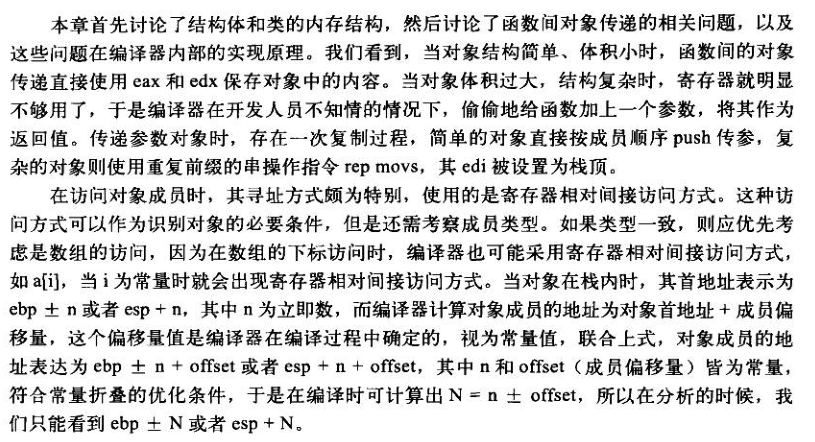 本章首先讨论了结构体和类的内存结构，然后讨论了函数间对象传递的相关问题，以及
这些问题在编译器内部的实现原理。我们看到，当对象结构简单、体积小时，函数间的对象
传递直接使用 eax 和 edx 保存对象中的内容。当对象体积过大，结构复杂时，寄存器就明显
不够用了，于是编译器在开发人员不知情的情况下，偷偷地给函数加上一个参数，将其作为
返回值。传递参数对象时，存在一次复制过程，简单的对象直接按成员顺序 push 传参，复
杂的对象则使用重复前缀的串操作指令 rep movs，其 edi 被设置为栈顶。
在访问对象成员时，其寻址方式颇为特别，使用的是寄存器相对间接访问方式。这种访
问方式可以作为识别对象的必要条件，但是还需考察成员类型。如果类型一致，则应优先考
虑是数组的访问，因为在数组的下标访问时，编译器也可能采用寄存器相对间接访问方式，
如 a[i]，当 i 为常量时就会出现寄存器相对间接访问方式。当对象在栈内时，其首地址表示为
ebp ± n 或者 esp + n，其中 n 为立即数，而编译器计算对象成员的地址为对象首地址 + 成员偏
移量，这个偏移量值是编译器在编译过程中确定的，视为常量值，联合上式，对象成员的地
址表达为 ebp ± n + offset 或者 esp + n + offset，其中 n 和 offset（成员偏移量）皆为常量，
符合常量折叠的优化条件，于是在编译时可计算出 N = n ± offset，所以在分析的时候，我
们只能看到 ebp ± N 或者 esp + N。